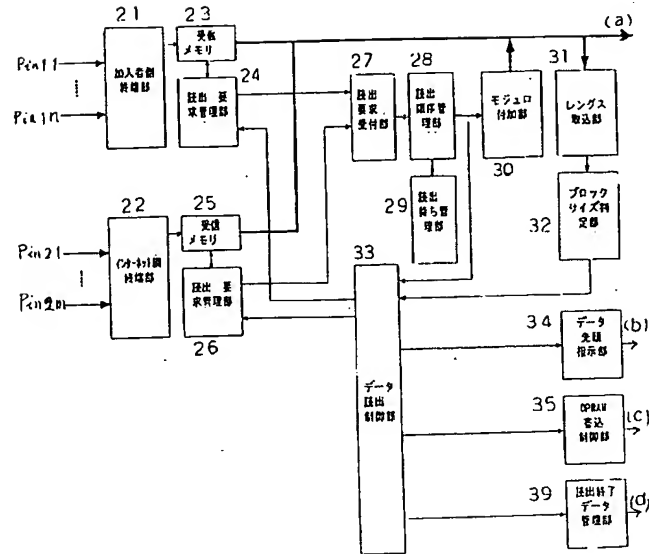 21
23
(a)
Pin11
加入者側
終端部
受信
メモリ
24
読出 要
求管理部
Pin1n
27
読出
要求
受付部
28
読出
順序管
理部
モジュロ
付加部
30
31
レングス
取込部
29
読出
待ち管
理部
ブロック
サイズ判
定部
32
22
25
受信
メモリ
Pin21
インターネット側
終端部
Pin2m
読出 要
求管理部
26
33
データ
読出
制御部
34
データ
先頭
指示部
(b)
35
DPRAM
書込
制御部
(c)
39
読出終了
データ
管理部
(d)